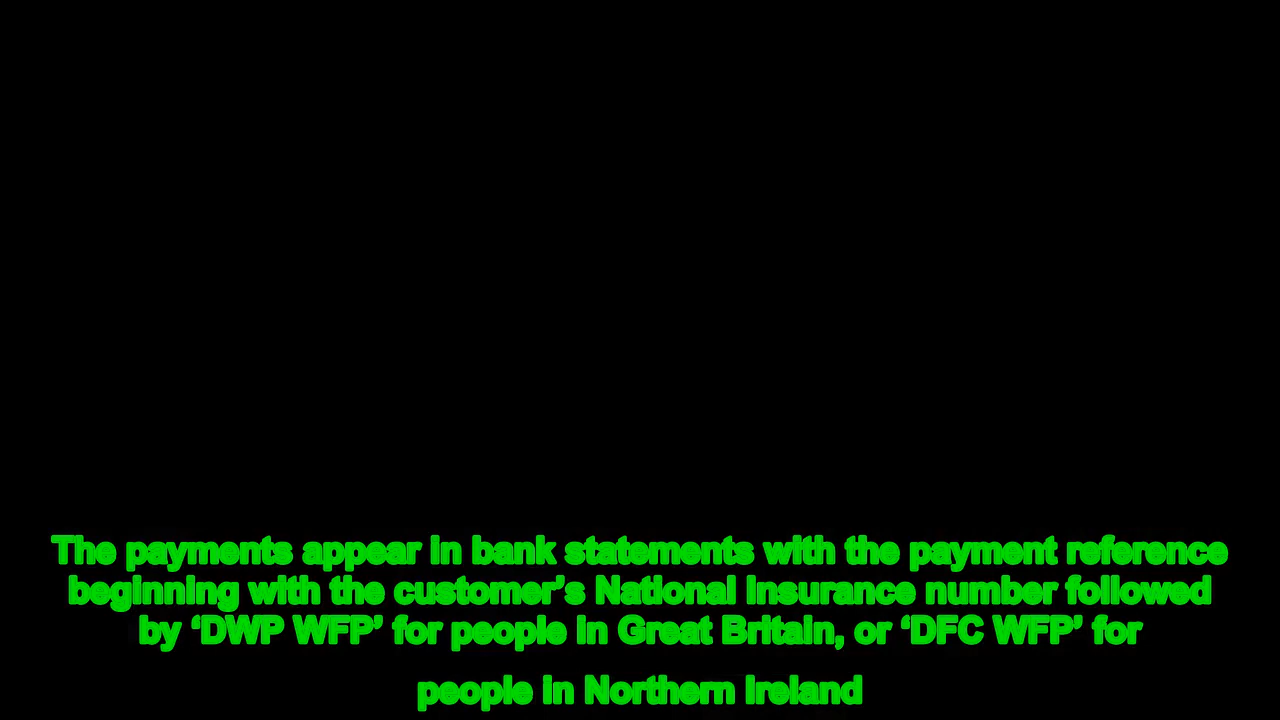 The payments appear in bank statements with the payment reference
beginning with the customer’s National Insurance number followed
by ‘DWP WFP’ for people in Great Britain, or ‘DFC WFP’ for
people in Northern Ireland